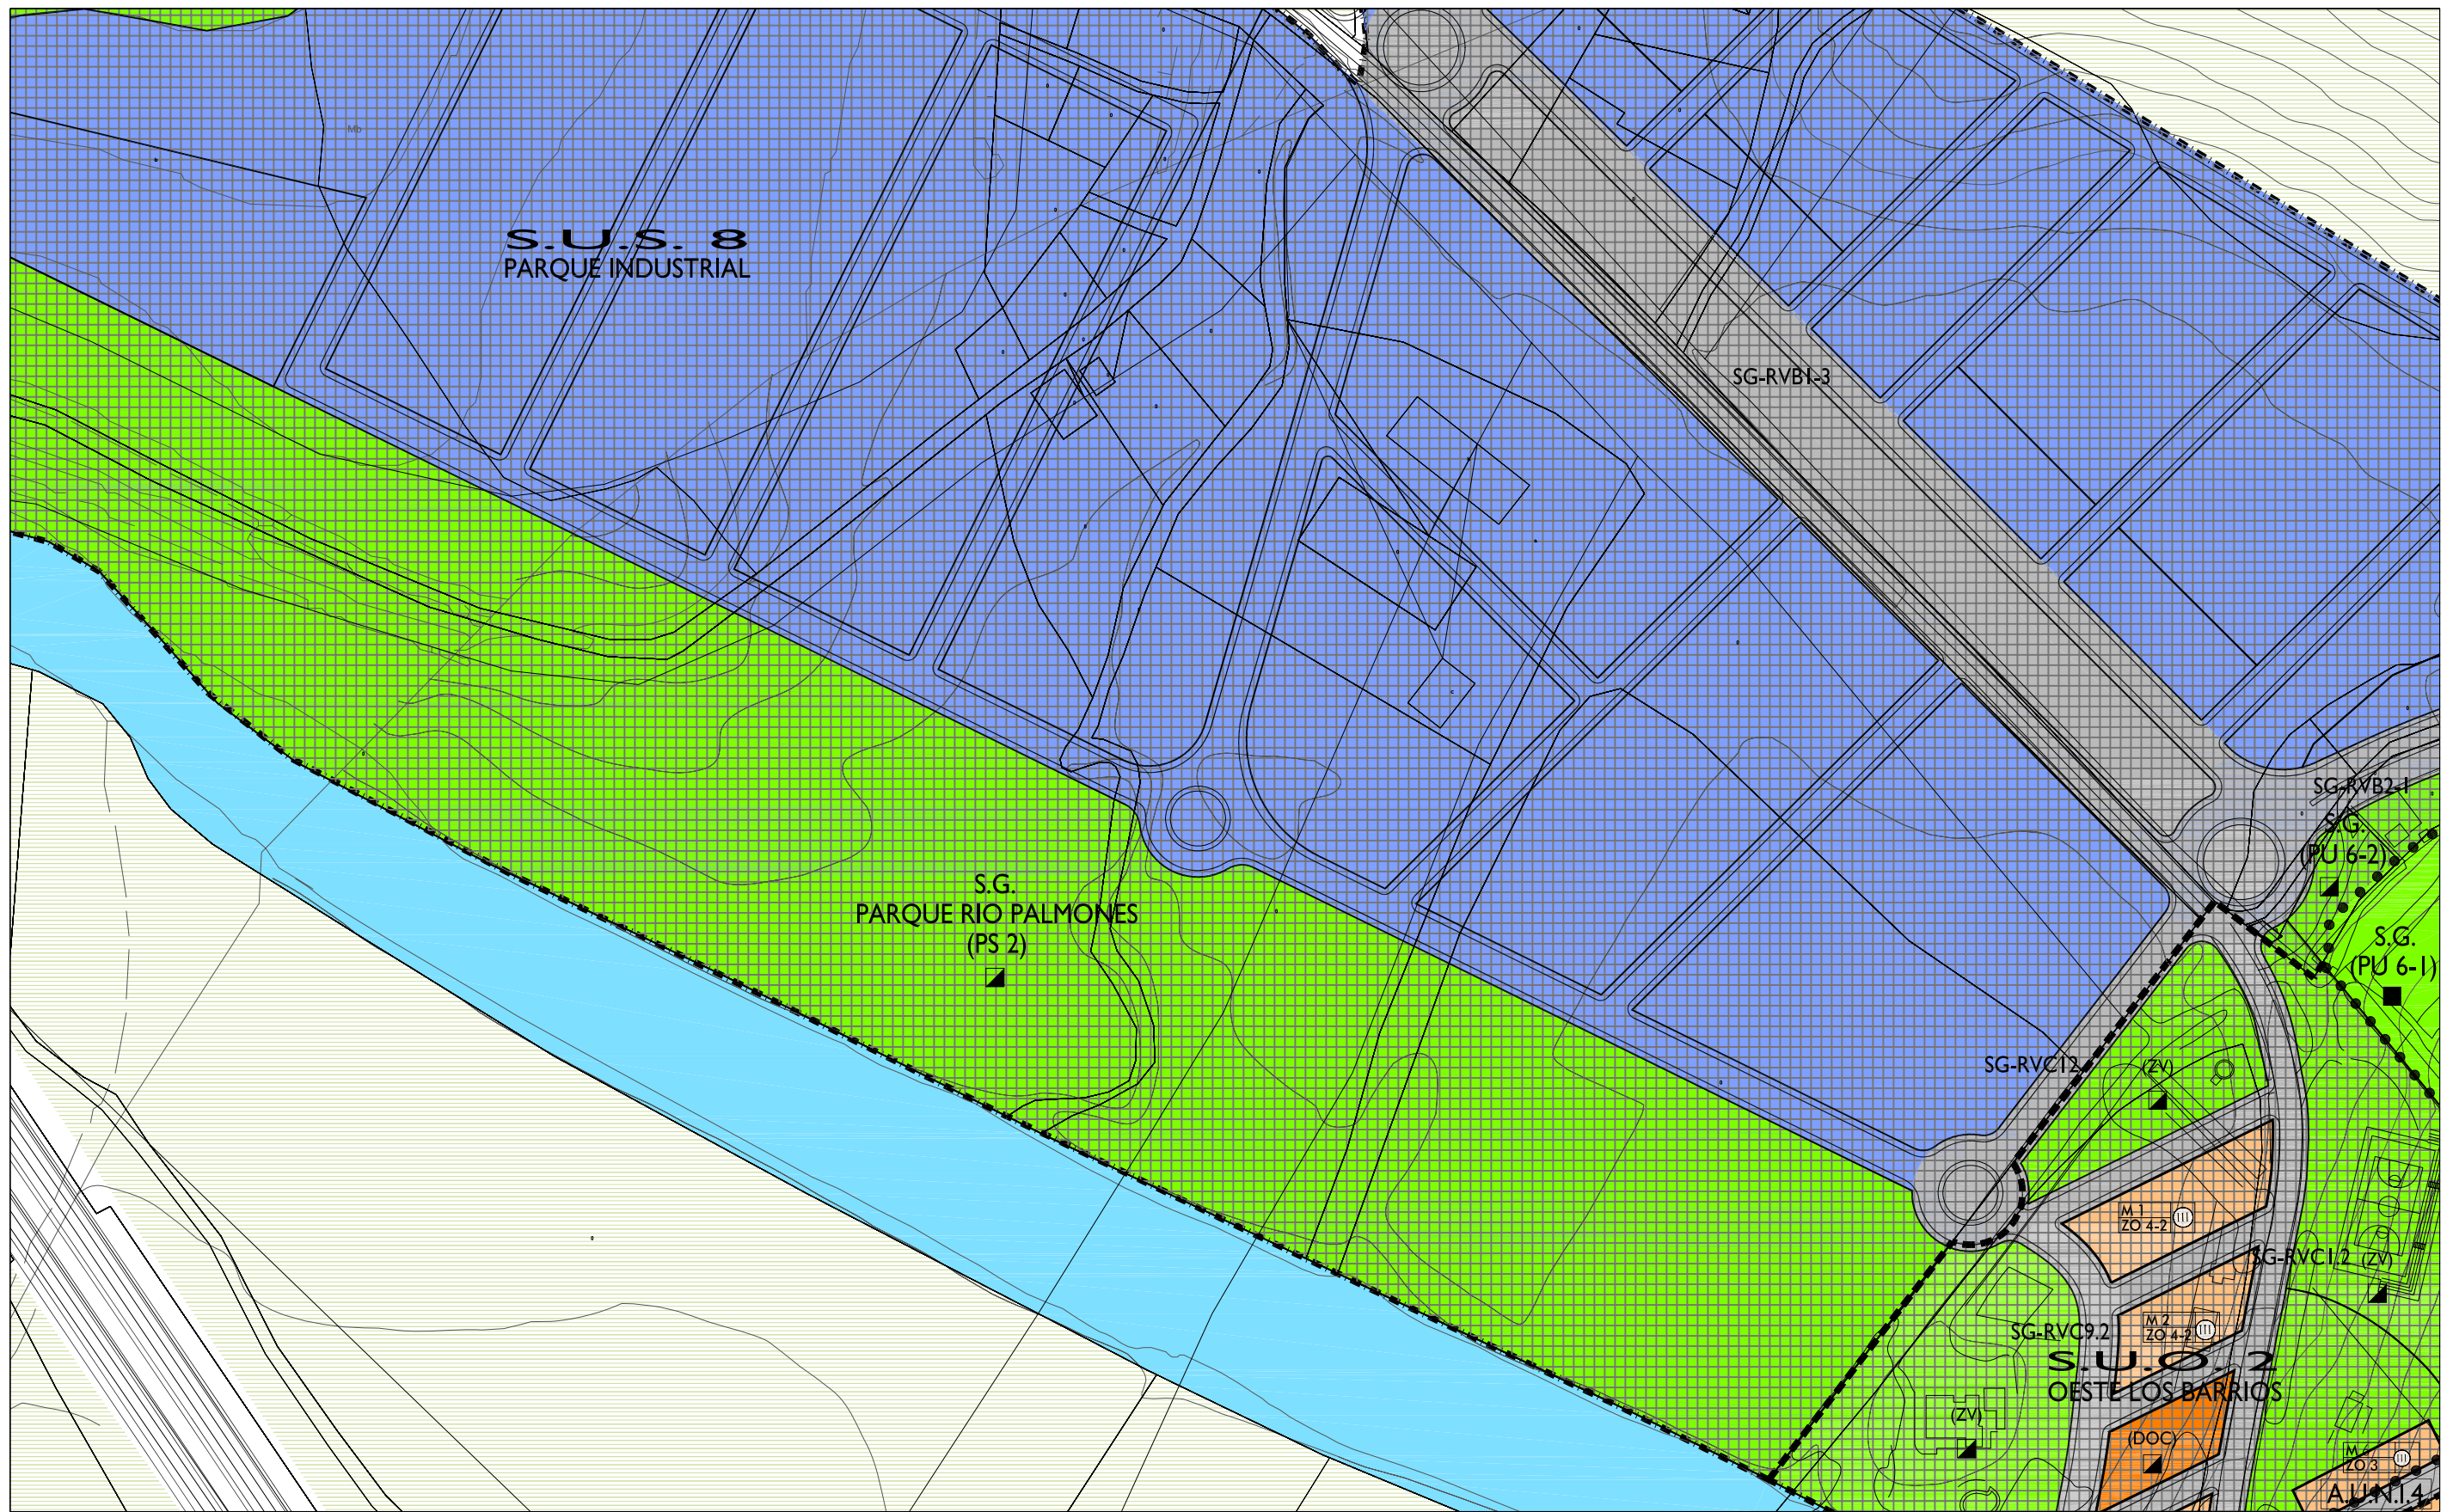 Mb
S.U.S. 8
PARQUE INDUSTRIAL
SG-RVB1-3
SG-RVB2-1
S.G.
(PU 6-2)
S.G.
(PU 6-1)
S.G.
PARQUE RIO PALMONES
(PS 2)
SG-RVC12
(ZV)
M 1
ZO 4-2
III
SG-RVC1.2
(ZV)
SG-RVC9.2
M 2
ZO 4-2
III
S.U.O. 2
OESTE LOS BARRIOS
(ZV)
(DOC)
ZO 3
III
A.U.N.I.4